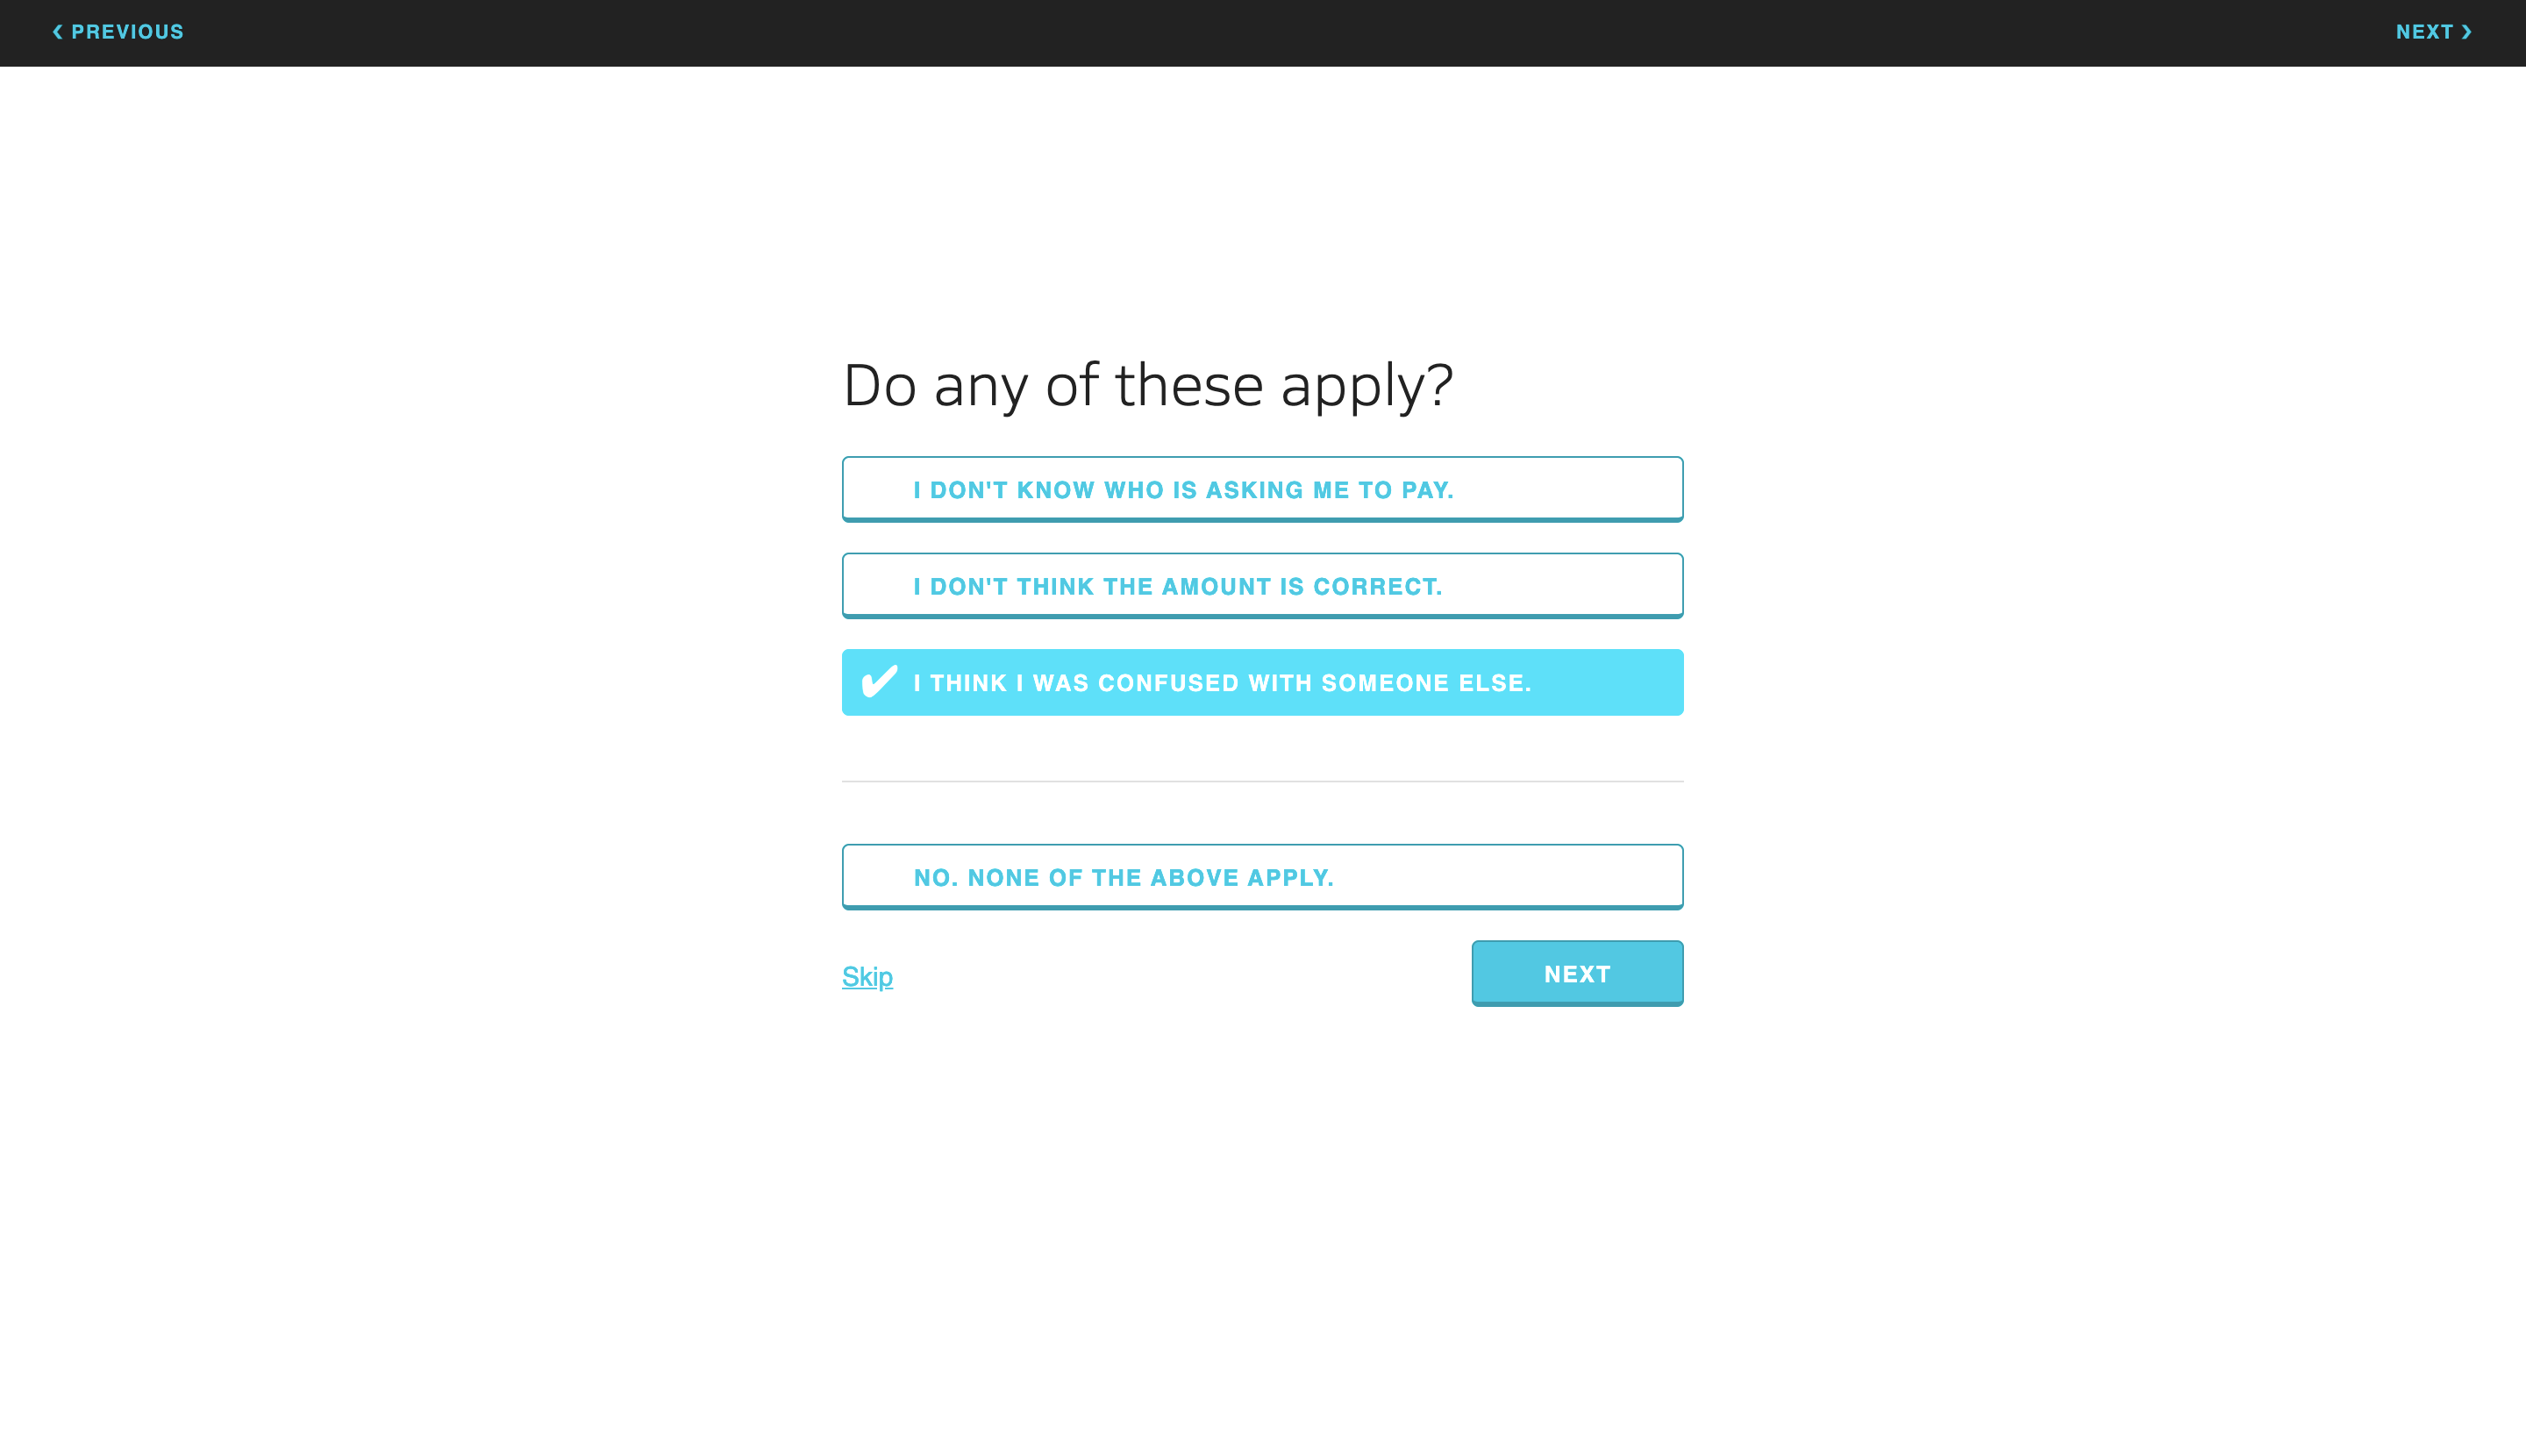 PREVIOUS
NEXT
Do any of these apply?
I DON'T KNOW WHO IS ASKING ME TO PAY.
I DON'T THINK THE AMOUNT IS CORRECT.
I THINK I WAS CONFUSED WITH SOMEONE ELSE.
NO. NONE OF THE ABOVE APPLY.
Skip
NEXT